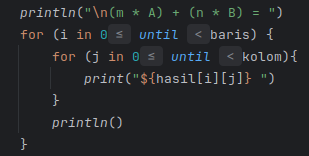 println("\n(m * A) + (n * B) = ")
for (i in 0 ≤ until < baris) {
for (j in 0 ≤ until < kolom){
print("${hasil[i][j]} ")
}
println()
}